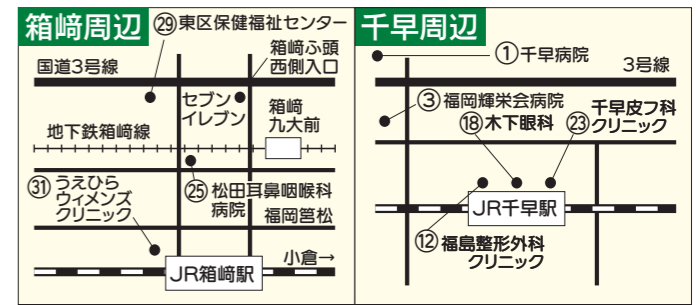 箱﨑周辺
㉙東区保健福祉センター
箱﨑ふ頭
西側入口
国道3号線
セブン
イレブン
箱﨑
九大前
地下鉄箱﨑線
㉛うえひら
ウィメンズ
クリニック
㉕松田耳鼻咽喉科
病院
福岡筥松
小倉→
JR箱﨑駅
千早周辺
①千早病院
3号線
③福岡輝栄会病院
⑱木下眼科
㉓千早皮フ科
クリニック
JR千早駅
⑫福島整形外科
クリニック